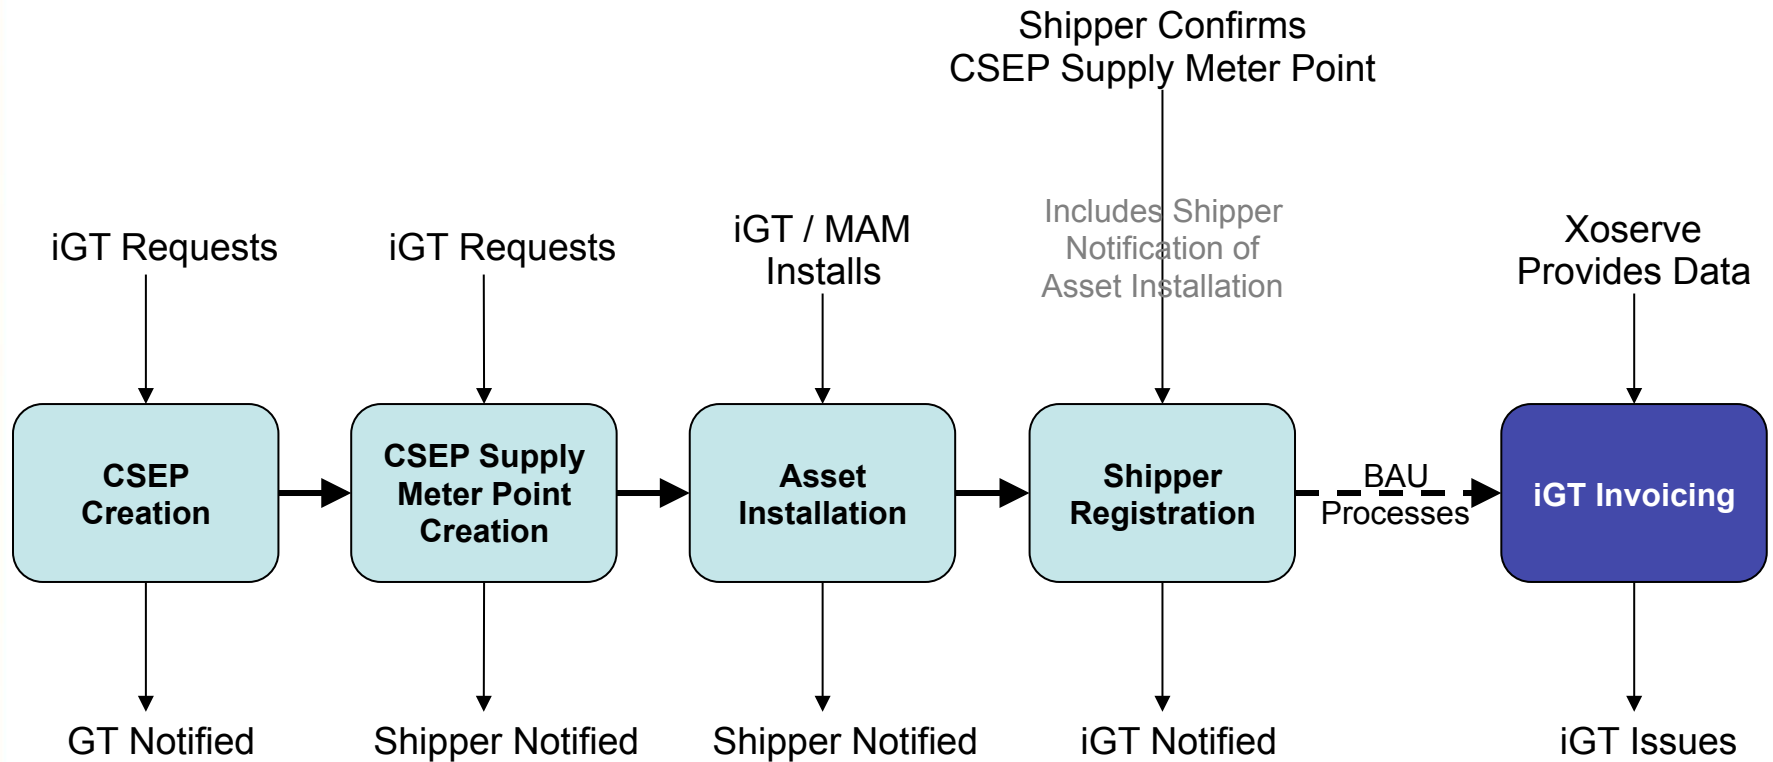 Shipper Confirms
CSEP Supply Meter Point
iGT Requests
iGT Requests
iGT / MAM
Installs
Includes Shipper
Notification of
Asset Installation
Xoserve
Provides Data
CSEP
Creation
CSEP Supply
Meter Point
Creation
Asset
Installation
Shipper
Registration
BAU
Processes
iGT Invoicing
GT Notified
Shipper Notified
Shipper Notified
iGT Notified
iGT Issues